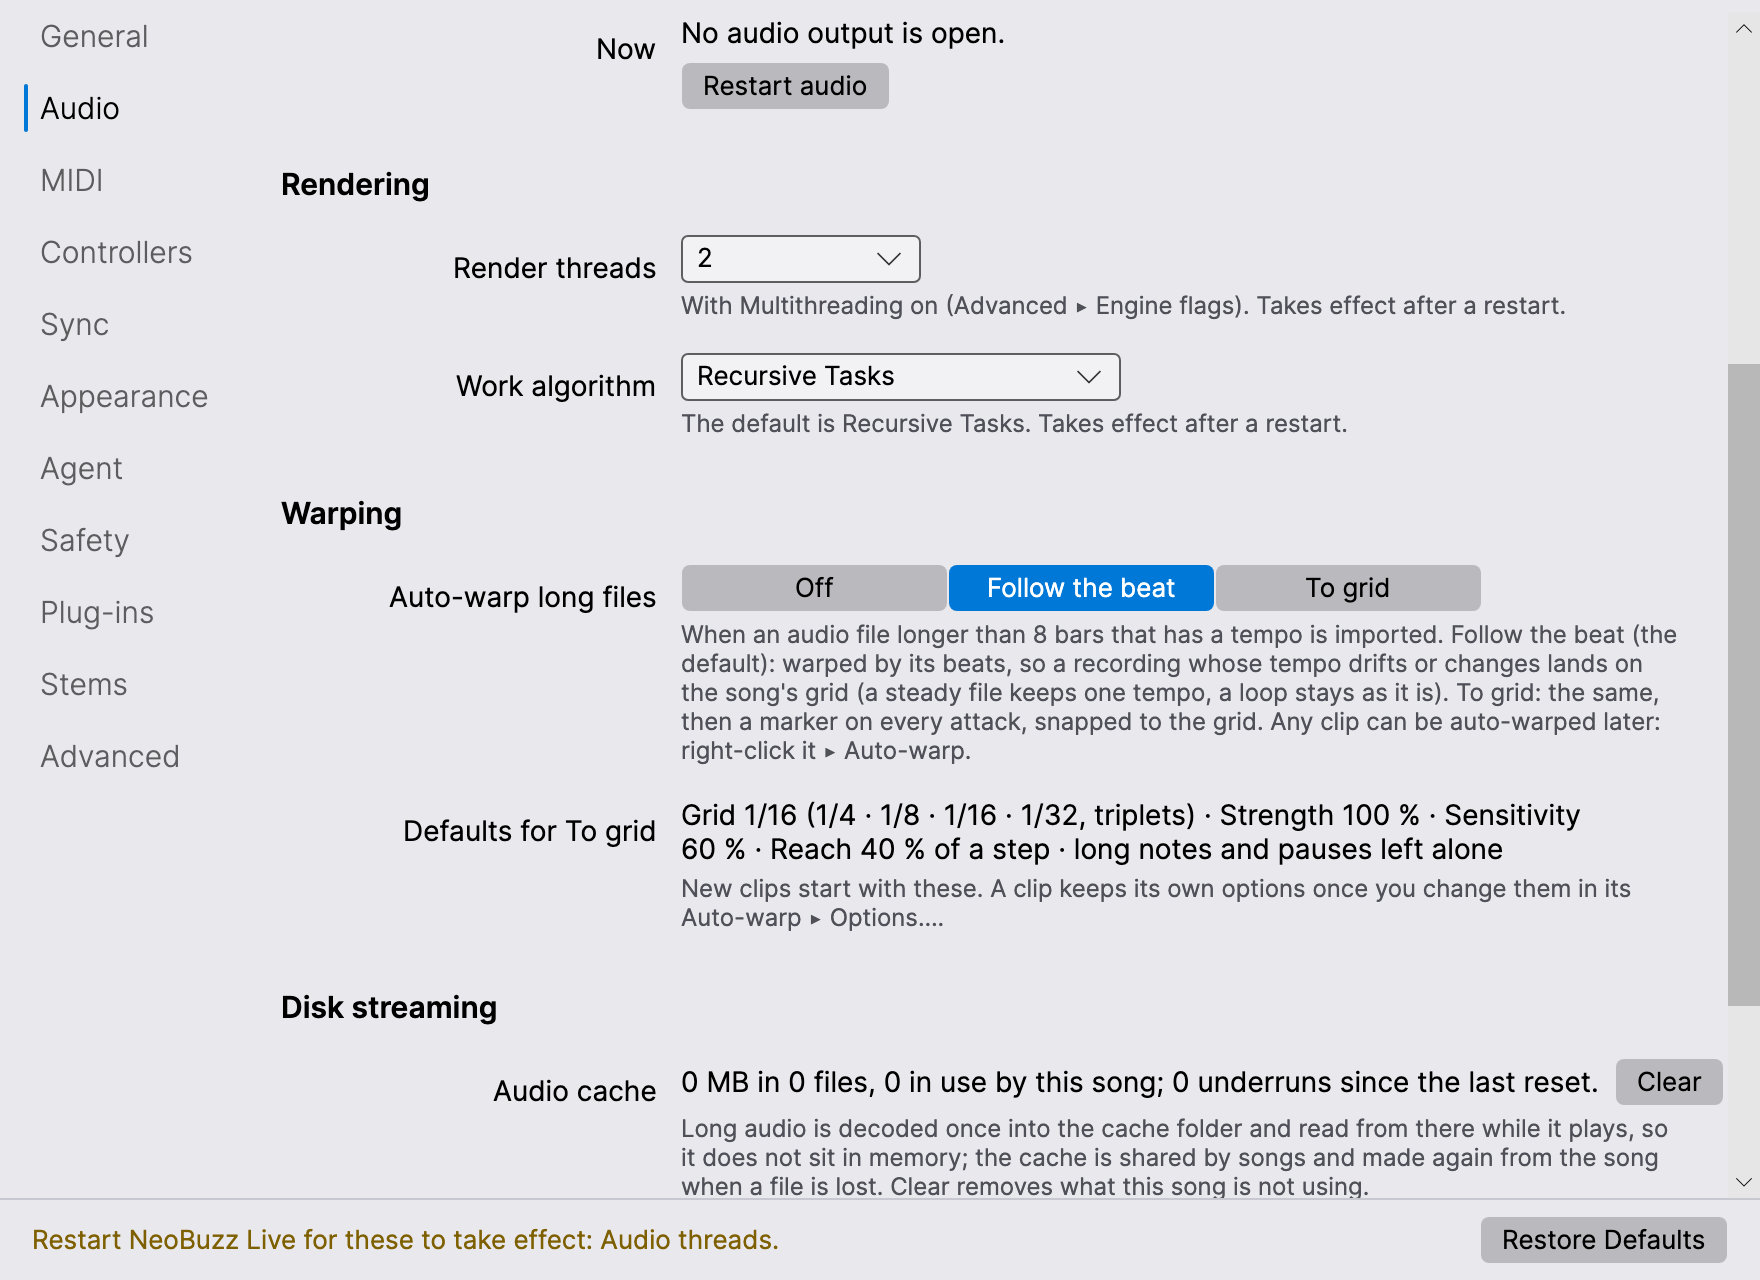 General
Audio
MIDI
Controllers
Sync
Appearance
Agent
Safety
Plug-ins
Stems
Advanced
Now
No audio output is open.
Restart audio
Rendering
Render threads
2
With Multithreading on (Advanced ▸ Engine flags). Takes effect after a restart.
Work algorithm
Recursive Tasks
The default is Recursive Tasks. Takes effect after a restart.
Warping
Auto-warp long files
Off
Follow the beat
To grid
When an audio file longer than 8 bars that has a tempo is imported. Follow the beat (the
default): warped by its beats, so a recording whose tempo drifts or changes lands on
the song's grid (a steady file keeps one tempo, a loop stays as it is). To grid: the same,
then a marker on every attack, snapped to the grid. Any clip can be auto-warped later:
right-click it ▸ Auto-warp.
Defaults for To grid
Grid 1/16 (1/4 · 1/8 · 1/16 · 1/32, triplets) · Strength 100 % · Sensitivity
60 % · Reach 40 % of a step · long notes and pauses left alone
New clips start with these. A clip keeps its own options once you change them in its
Auto-warp ▸ Options....
Disk streaming
Audio cache
0 MB in 0 files, 0 in use by this song; 0 underruns since the last reset.
Clear
Long audio is decoded once into the cache folder and read from there while it plays, so
it does not sit in memory; the cache is shared by songs and made again from the song
when a file is lost. Clear removes what this song is not using.
Restart NeoBuzz Live for these to take effect: Audio threads.
Restore Defaults